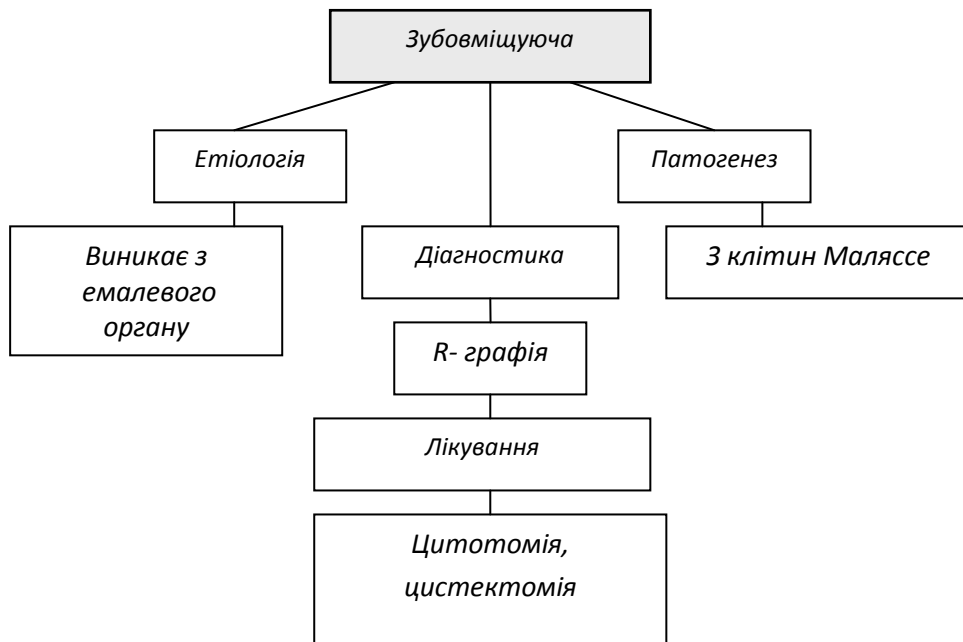 Зубовміщуюча
Етіологія
Патогенез
Виникає з
емалевого
органу
Діагностика
З клітин Маляссе
R- графія
Лікування
Цитотомія,
цистектомія